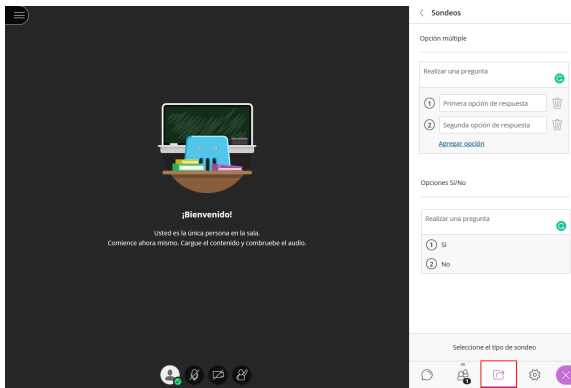 Sondeos
Opción múltiple
Realizar una pregunta
1 Primera opción de respuesta
2 Segunda opción de respuesta
Agregar opción
Opciones Sí/No
Realizar una pregunta
1 Sí
2 No
Seleccione el tipo de sondeo
¡Bienvenido!
Usted es la única persona en la sala.
Comience ahora mismo. Cargue el contenido y combruebe el audio.